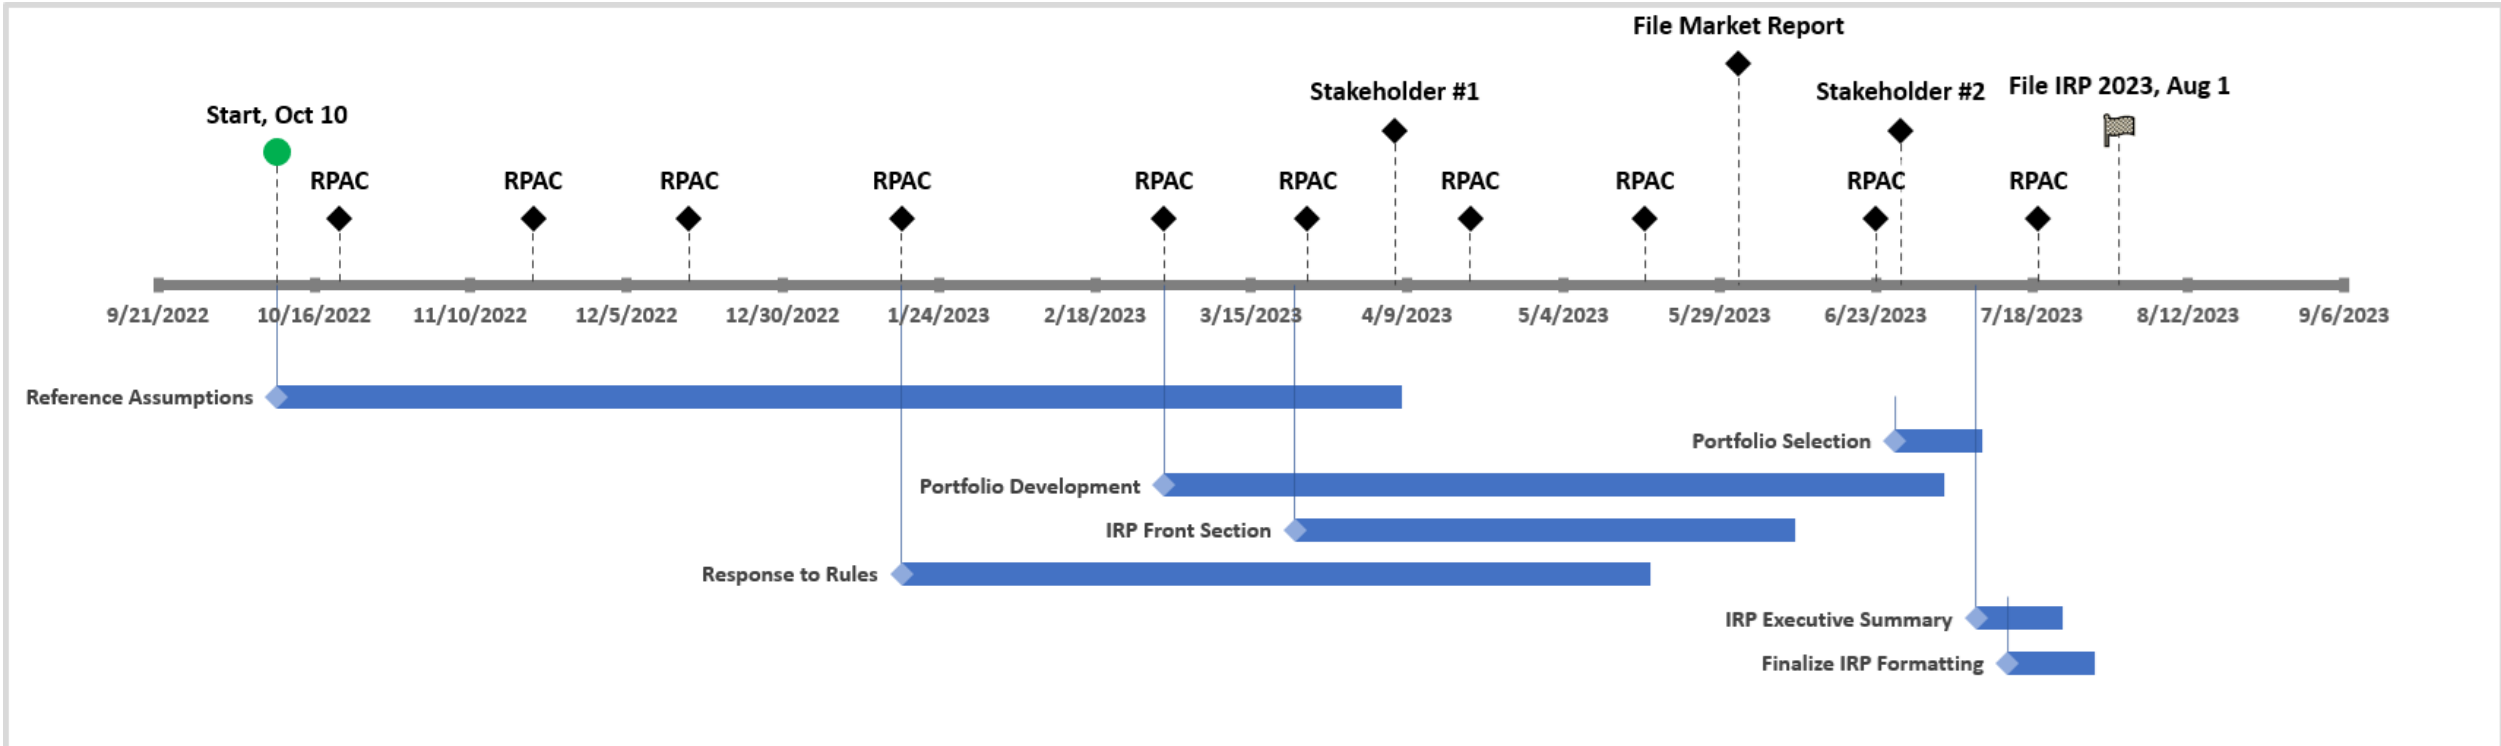 File Market Report
Stakeholder #1
Stakeholder #2
File IRP 2023, Aug 1
Start, Oct 10
RPAC
RPAC
RPAC
RPAC
RPAC
RPAC
RPAC
RPAC
RPAC
RPAC
9/21/2022
10/16/2022
11/10/2022
12/5/2022
12/30/2022
1/24/2023
2/18/2023
3/15/2023
4/9/2023
5/4/2023
5/29/2023
6/23/2023
7/18/2023
8/12/2023
9/6/2023
Reference Assumptions
Portfolio Selection
Portfolio Development
IRP Front Section
Response to Rules
IRP Executive Summary
Finalize IRP Formatting